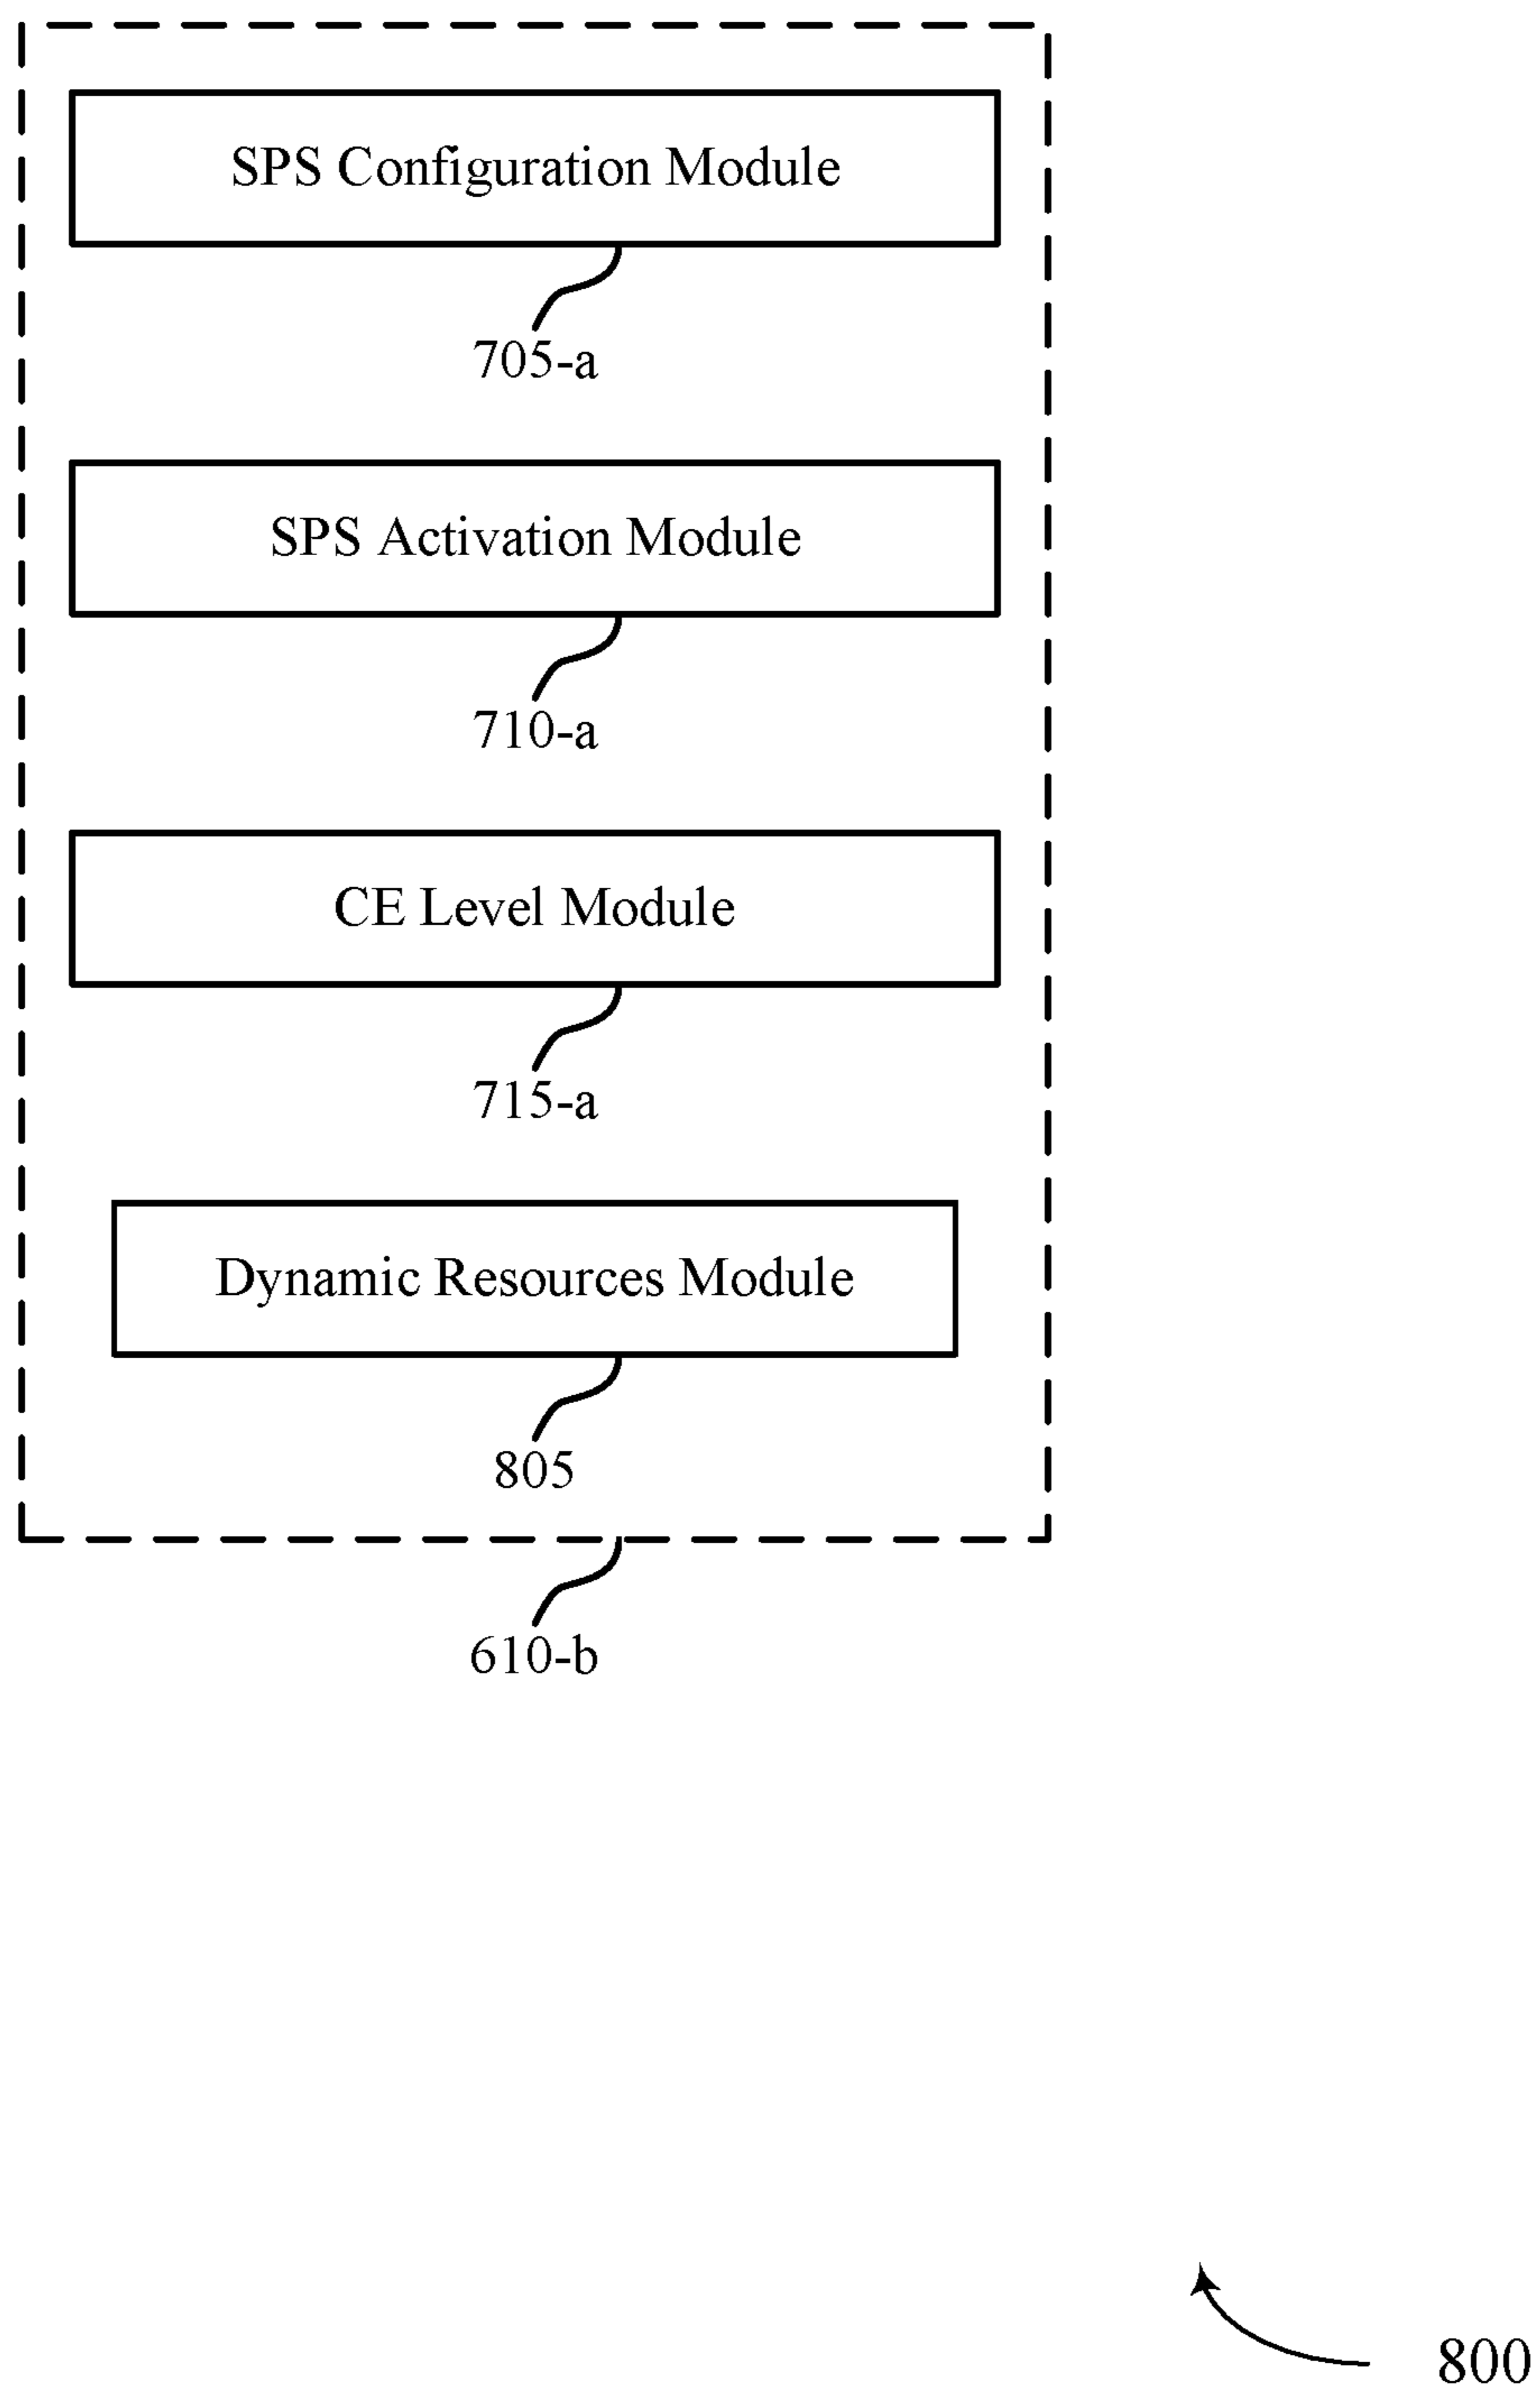 SPS Configuration Module
705-a
SPS Activation Module
710-a
CE Level Module
715-a
Dynamic Resources Module
805
610-b
800